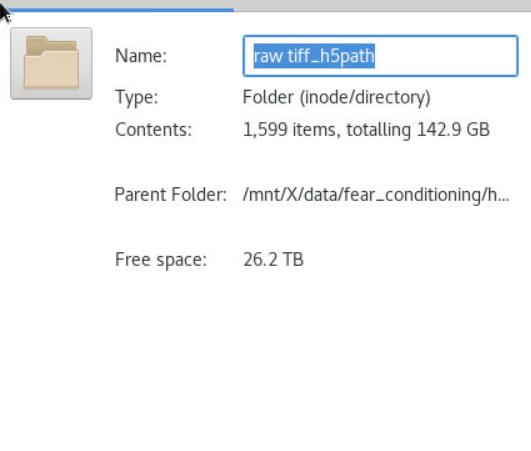 Name: raw tiff_h5path
Type: Folder (inode/directory)
Contents: 1,599 items, totalling 142.9 GB
Parent Folder: /mnt/X/data/fear_conditioning/h...
Free space: 26.2 TB